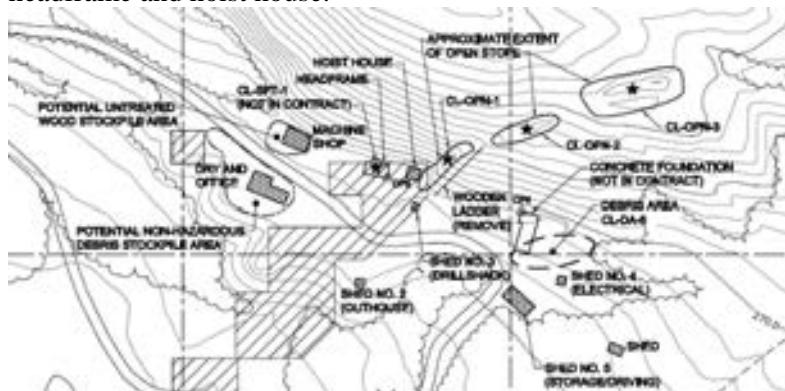 headframe and hoist house.
APPROXIMATE EXTENT
OF OPEN STOPE
HOIST HOUSE
HEADFRAME
CL-SFT-1
(NOT IN CONTRACT)
CL-OPN-1
POTENTIAL UNTREATED
WOOD STOCKPILE AREA
MACHINE
SHOP
CL-OPN-3
CL-OPN-2
DRY AND
OFFICE
CONCRETE FOUNDATION
(NOT IN CONTRACT)
WOODEN
LADDER
(REMOVE)
DEBRIS AREA
CL-DA-6
POTENTIAL NON-HAZARDOUS
DEBRIS STOCKPILE AREA
SHED NO. 3
(DRILL SHACK)
SHED NO. 4
(ELECTRICAL)
SHED NO. 2
(OUTHOUSE)
SHED
SHED NO. 5
(STORAGE/DRIVING)